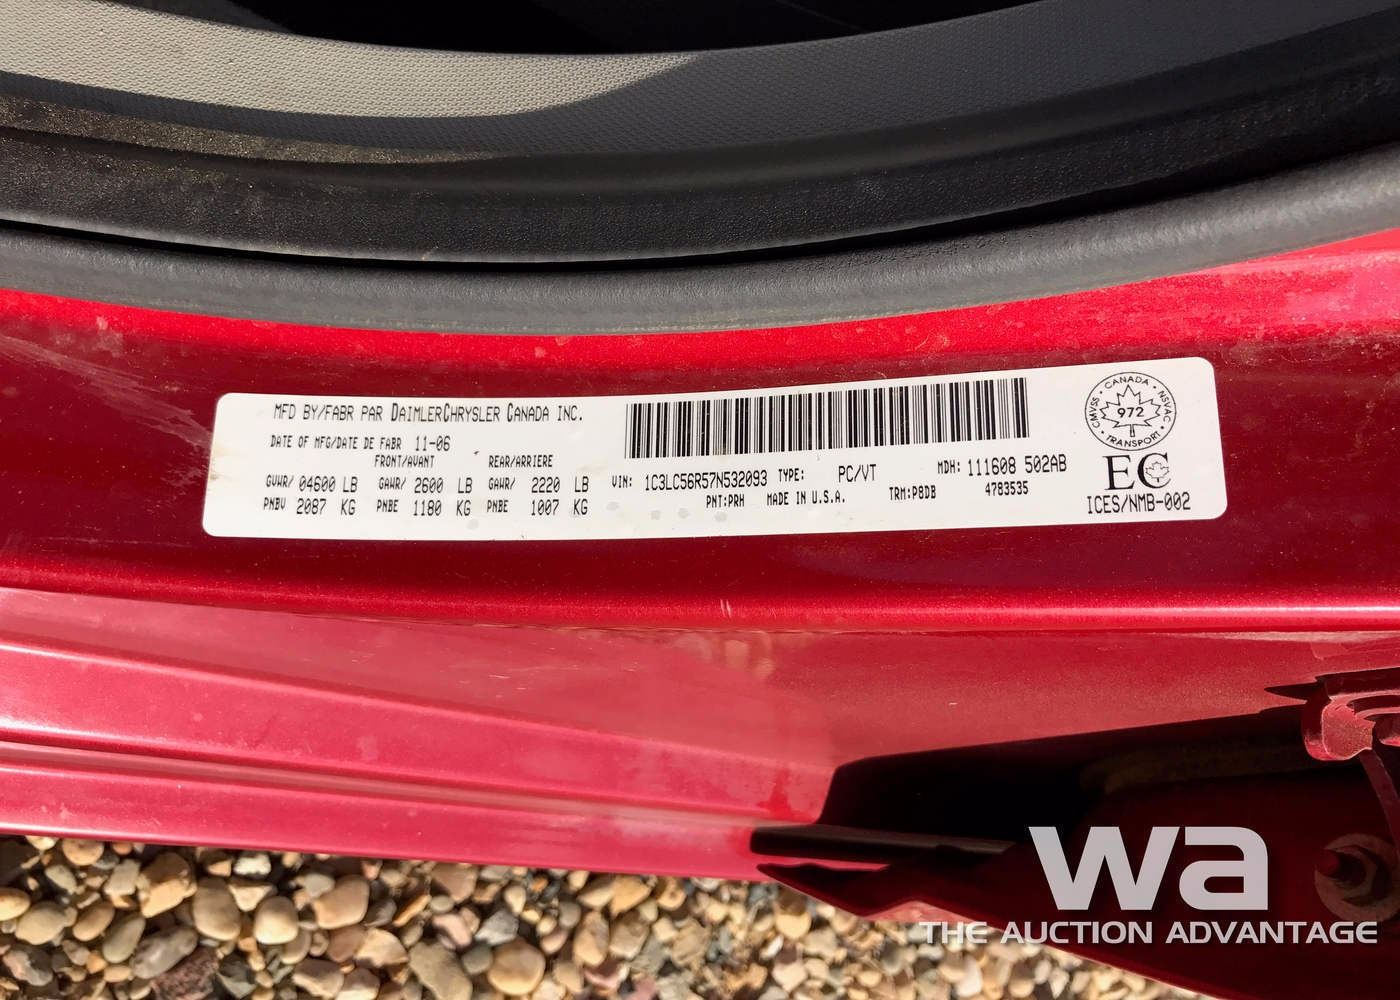 MFD BY/FABR PAR DAIMLERCHRYSLER CANADA INC.
DATE OF MFG/DATE DE FABR 11-06
FRONT/AVANT REAR/ARRIERE
GVWR/ 04600 LB GAWR/ 2600 LB GAWR/ 2220 LB
PNBV 2087 KG PNBE 1180 KG PNBE 1007 KG
VIN: 1C3LC56R57N532093 TYPE: PC/VT MDH: 111608 502AB
PNT:PRH MADE IN U.S.A. TRM:P8DB 4783535
CANADA
CMVSS 972 NSVAC
TRANSPORT
EC
ICES/NMB-002
wa
THE AUCTION ADVANTAGE